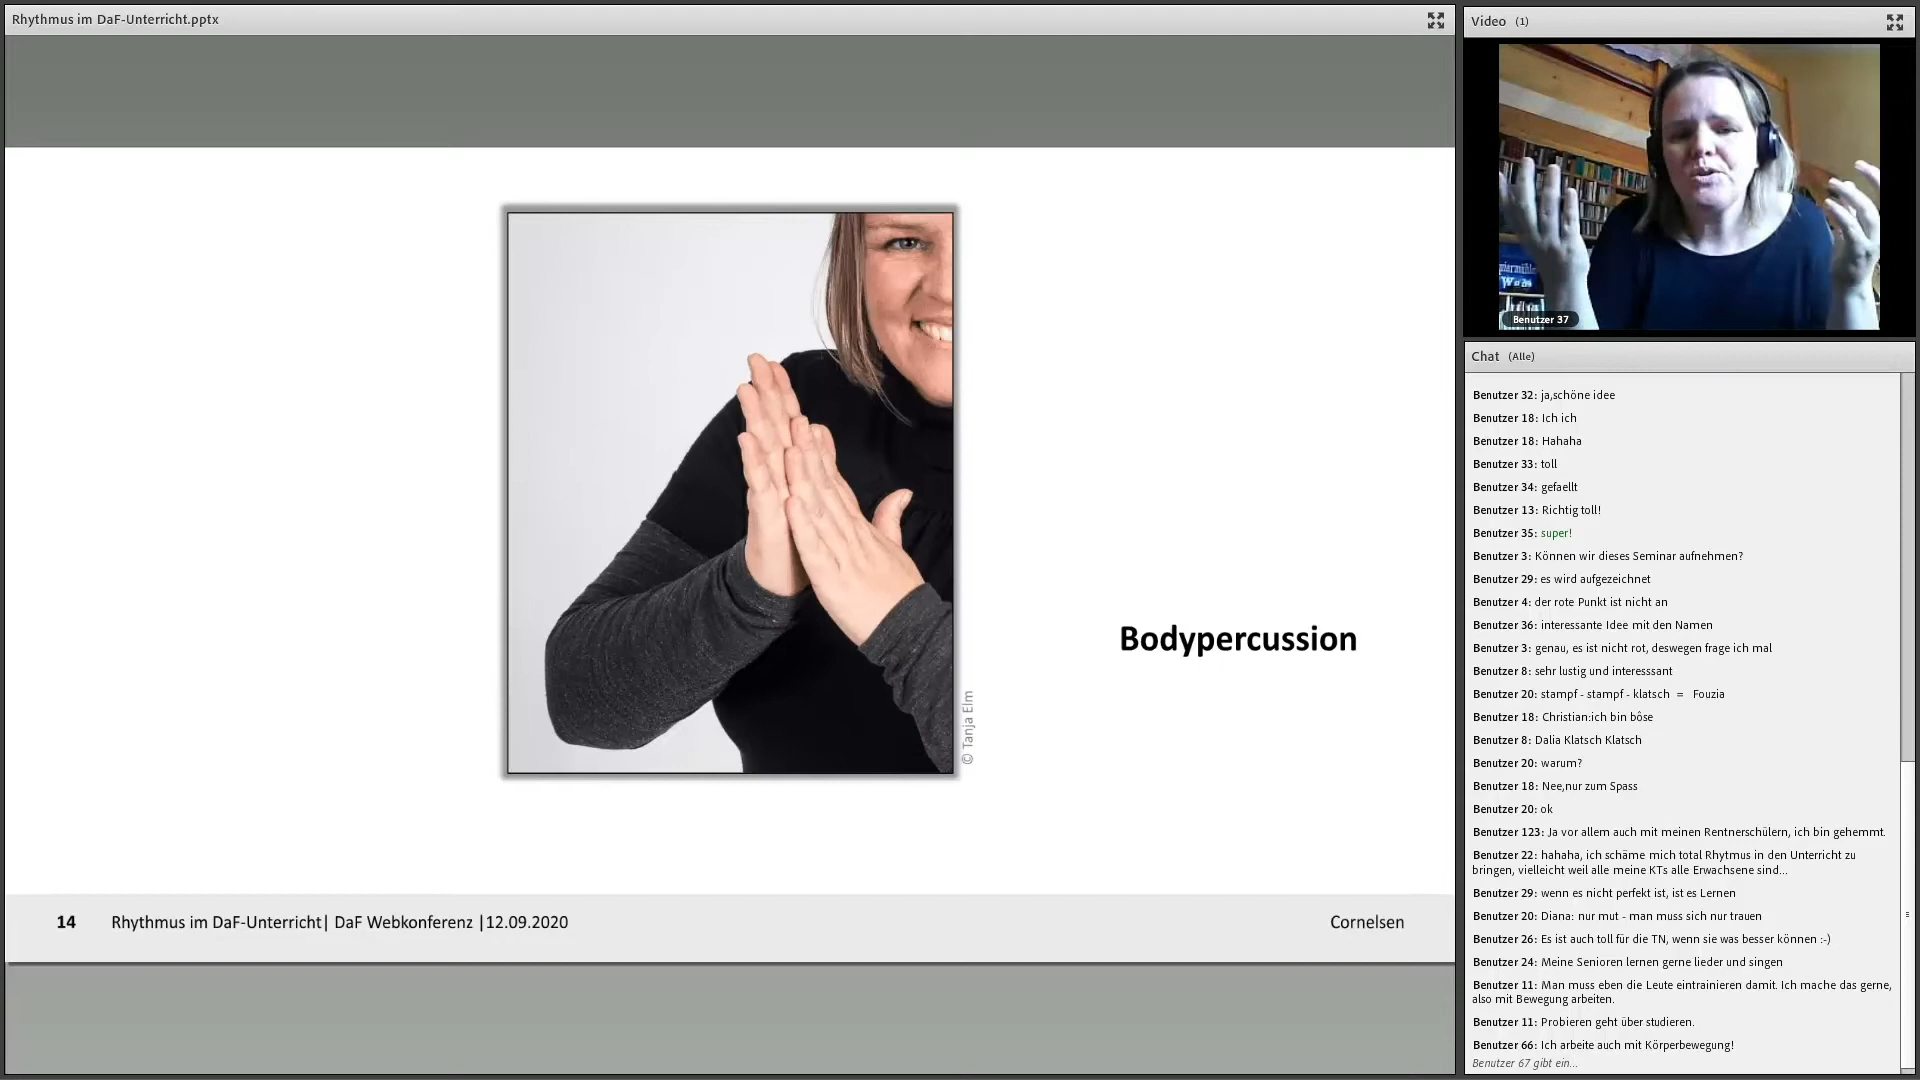 Rhythmus im DaF-Unterricht.pptx
Bodypercussion
© Tanja Elm
14 Rhythmus im DaF-Unterricht| DaF Webkonferenz |12.09.2020
Cornelsen
Video (1)
Benutzer 37
Chat (Alle)
Benutzer 32: ja,schöne idee
Benutzer 18: Ich ich
Benutzer 18: Hahaha
Benutzer 33: toll
Benutzer 34: gefaellt
Benutzer 13: Richtig toll!
Benutzer 35: super!
Benutzer 3: Können wir dieses Seminar aufnehmen?
Benutzer 29: es wird aufgezeichnet
Benutzer 4: der rote Punkt ist nicht an
Benutzer 36: interessante Idee mit den Namen
Benutzer 3: genau, es ist nicht rot, deswegen frage ich mal
Benutzer 8: sehr lustig und interesssant
Benutzer 20: stampf - stampf - klatsch = Fouzia
Benutzer 18: Christian:ich bin bôse
Benutzer 8: Dalia Klatsch Klatsch
Benutzer 20: warum?
Benutzer 18: Nee,nur zum Spass
Benutzer 20: ok
Benutzer 123: Ja vor allem auch mit meinen Rentnerschülern, ich bin gehemmt.
Benutzer 22: hahaha, ich schäme mich total Rhytmus in den Unterricht zu
bringen, vielleicht weil alle meine KTs alle Erwachsene sind...
Benutzer 29: wenn es nicht perfekt ist, ist es Lernen
Benutzer 20: Diana: nur mut - man muss sich nur trauen
Benutzer 26: Es ist auch toll für die TN, wenn sie was besser können :-)
Benutzer 24: Meine Senioren lernen gerne lieder und singen
Benutzer 11: Man muss eben die Leute eintrainieren damit. Ich mache das gerne,
also mit Bewegung arbeiten.
Benutzer 11: Probieren geht über studieren.
Benutzer 66: Ich arbeite auch mit Körperbewegung!
Benutzer 67 gibt ein...